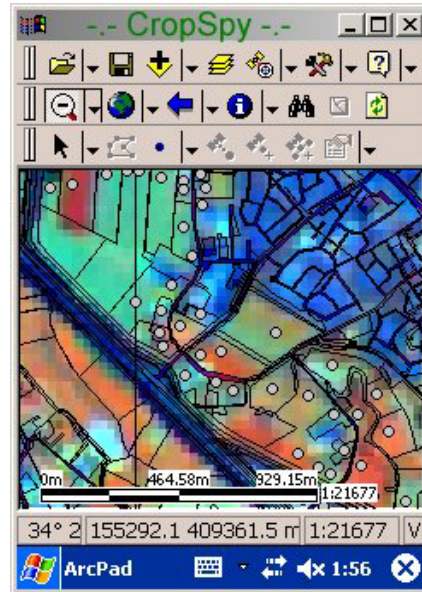 -.- CropSpy -.-
0m 464.58m 929.15m
1:21677
34° 2 155292.1 409361.5 m 1:21677 V
ArcPad 1:56